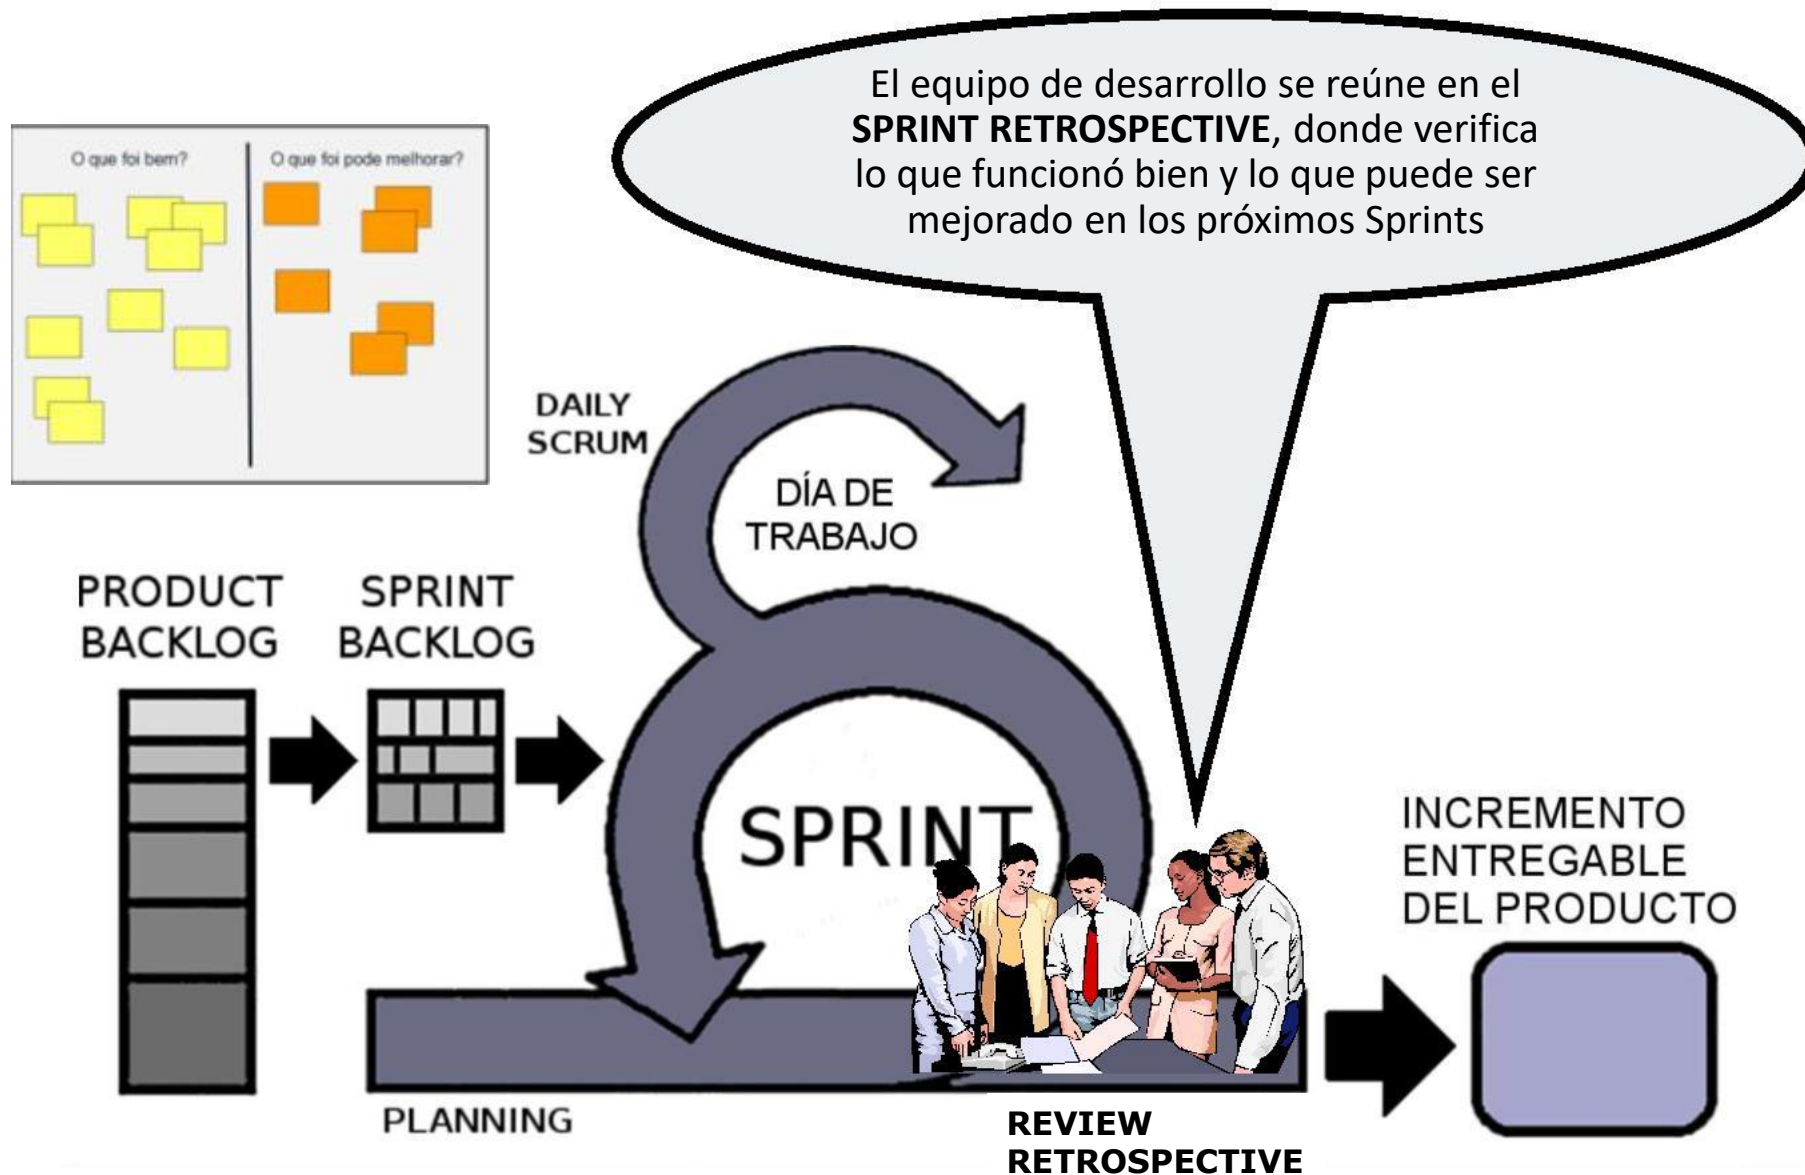 El equipo de desarrollo se reúne en el
SPRINT RETROSPECTIVE, donde verifica
lo que funcionó bien y lo que puede ser
mejorado en los próximos Sprints
O que foi bem?
O que foi pode melhorar?
DAILY
SCRUM
DÍA DE
TRABAJO
PRODUCT
BACKLOG
SPRINT
BACKLOG
SPRINT
INCREMENTO
ENTREGABLE
DEL PRODUCTO
PLANNING
REVIEW
RETROSPECTIVE